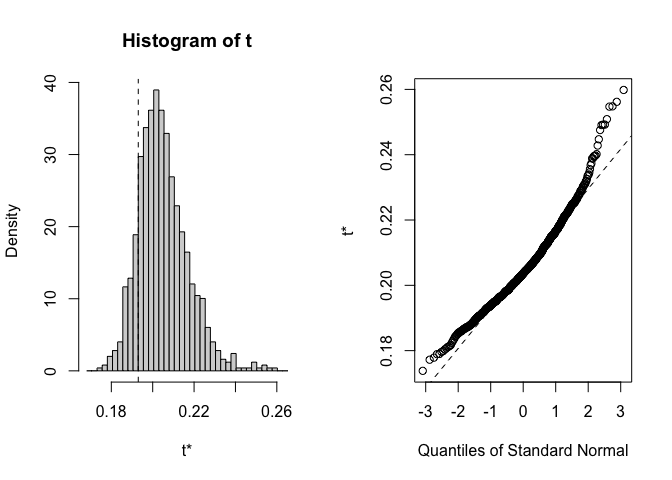 Histogram of t
Density
0
10
20
30
40
0.18
0.22
0.26
t*
t*
0.18
0.20
0.22
0.24
0.26
-3 -2 -1 0 1 2 3
Quantiles of Standard Normal